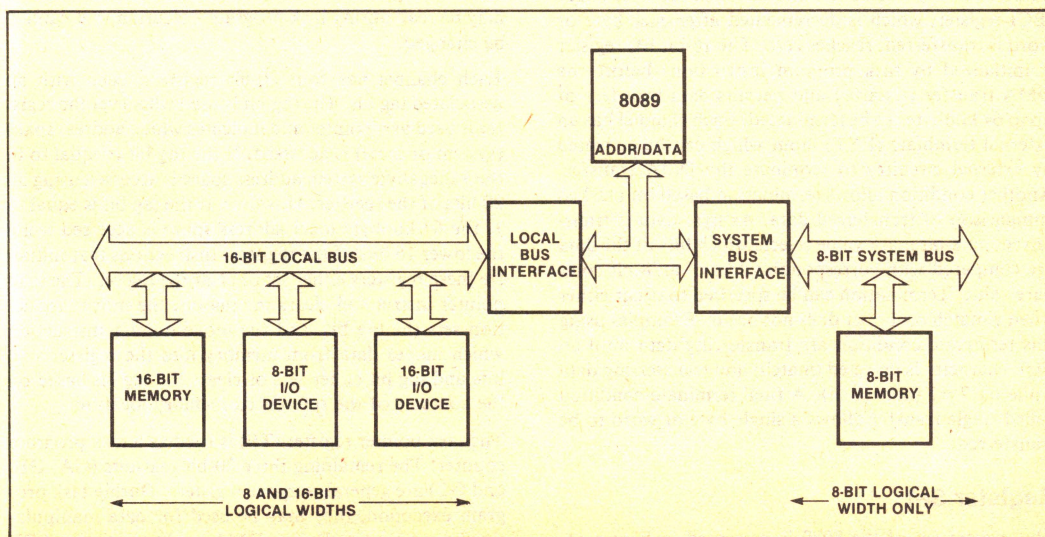 8089
ADDR/DATA
LOCAL
BUS
INTERFACE
SYSTEM
BUS
INTERFACE
16-BIT LOCAL BUS
8-BIT SYSTEM BUS
16-BIT
MEMORY
8-BIT
I/O
DEVICE
16-BIT
I/O
DEVICE
8-BIT
MEMORY
8 AND 16-BIT
LOGICAL WIDTHS
8-BIT LOGICAL
WIDTH ONLY